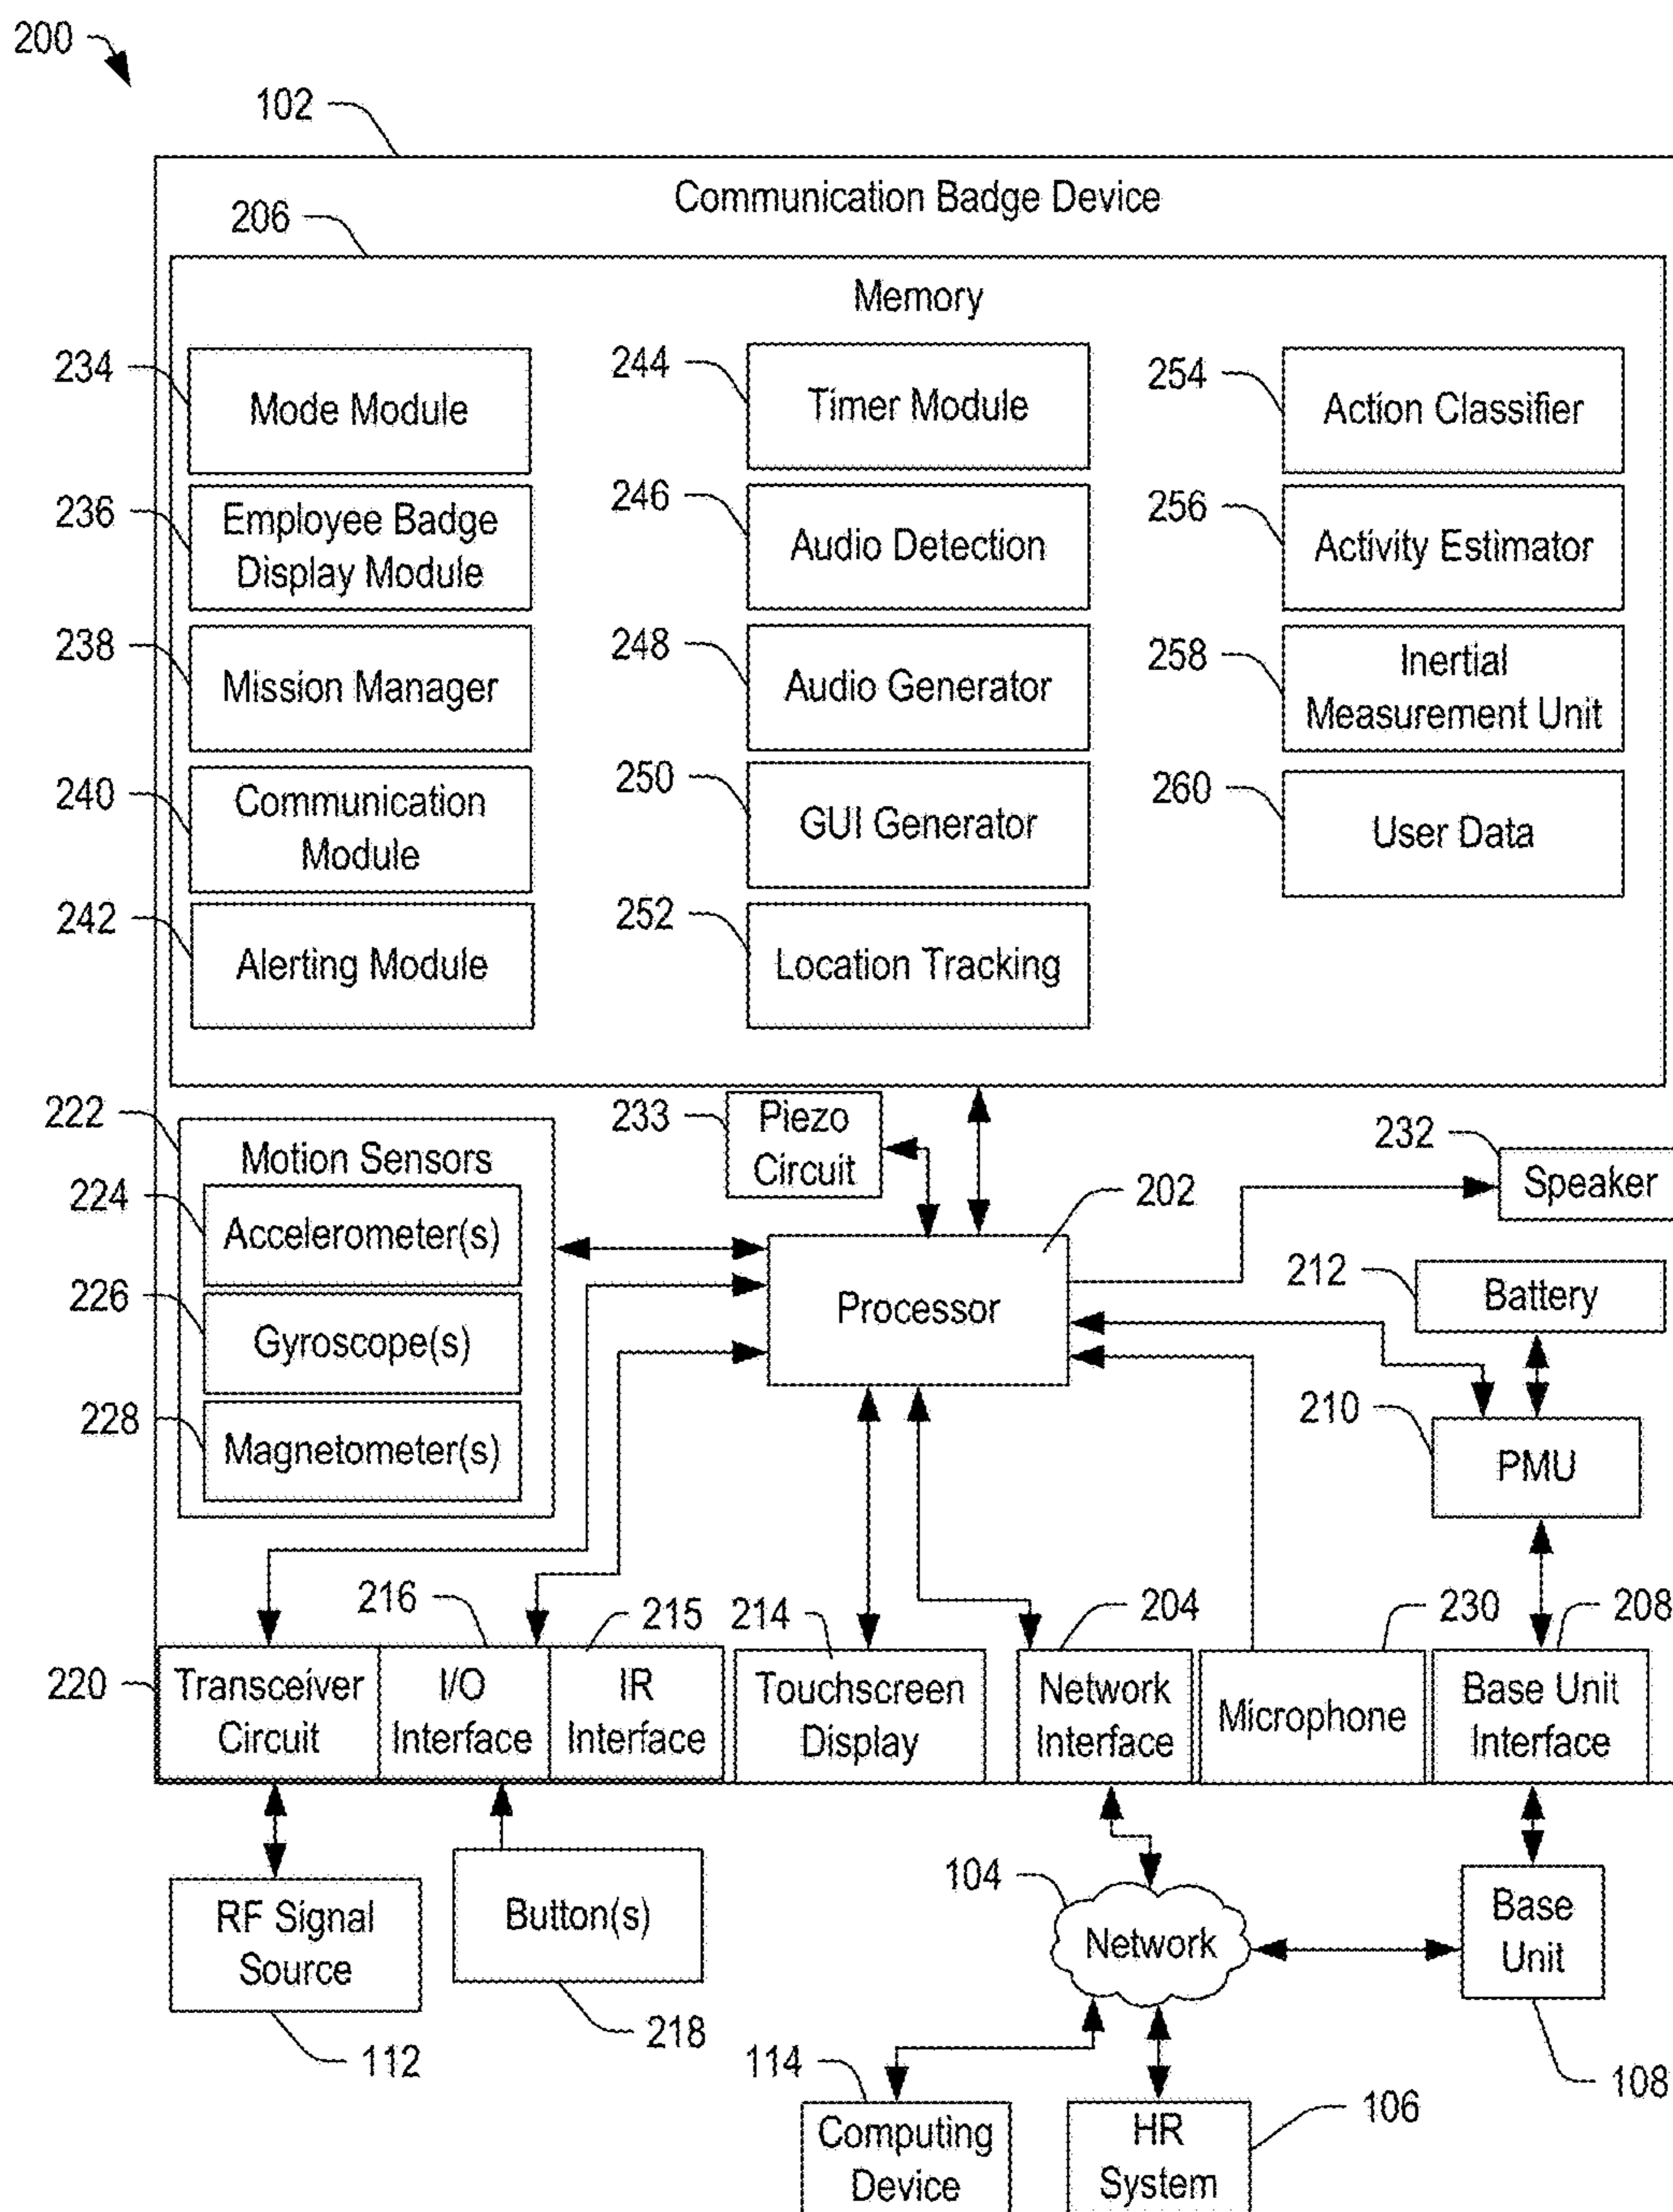 200
102
Communication Badge Device
206
Memory
234
Mode Module
244
Timer Module
254
Action Classifier
236
Employee Badge
Display Module
246
Audio Detection
256
Activity Estimator
238
Mission Manager
248
Audio Generator
258
Inertial
Measurement Unit
240
Communication
Module
250
GUI Generator
260
User Data
242
Alerting Module
252
Location Tracking
222
Motion Sensors
233
Piezo
Circuit
232
Speaker
224
Accelerometer(s)
202
Processor
212
Battery
226
Gyroscope(s)
228
Magnetometer(s)
210
PMU
216
215
214
204
230
208
220
Transceiver
Circuit
I/O
Interface
IR
Interface
Touchscreen
Display
Network
Interface
Microphone
Base Unit
Interface
RF Signal
Source
112
Button(s)
218
104
Network
Base
Unit
108
114
Computing
Device
HR
System
106